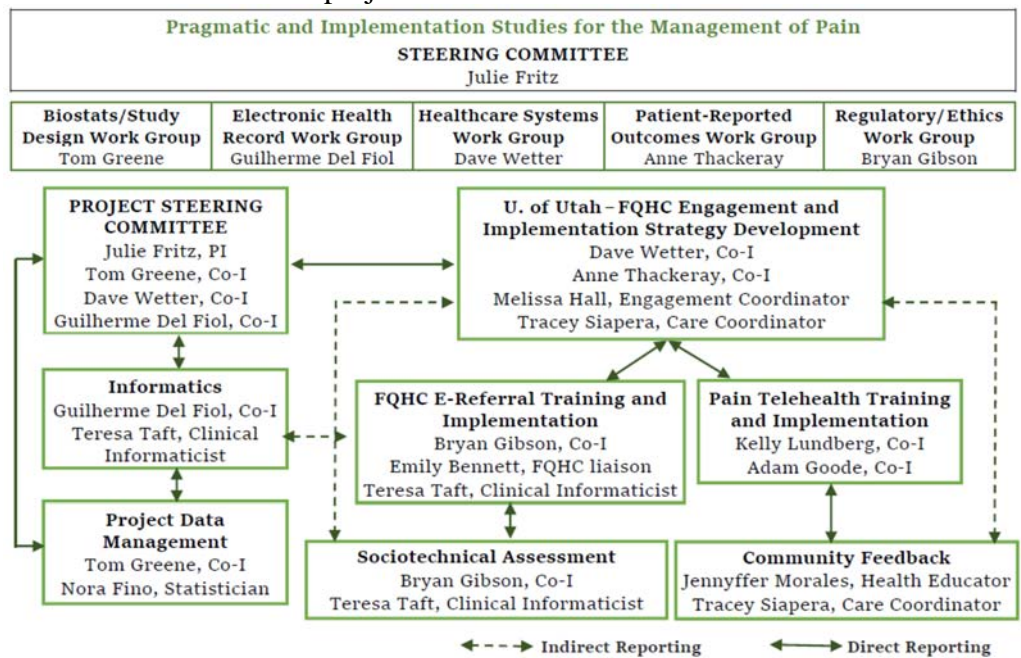 Pragmatic and Implementation Studies for the Management of Pain
STEERING COMMITTEE
Julie Fritz
Biostats/Study
Design Work Group
Tom Greene
Electronic Health
Record Work Group
Guilherme Del Fiol
Healthcare Systems
Work Group
Dave Wetter
Patient-Reported
Outcomes Work Group
Anne Thackeray
Regulatory/Ethics
Work Group
Bryan Gibson
PROJECT STEERING
COMMITTEE
Julie Fritz, PI
Tom Greene, Co-I
Dave Wetter, Co-I
Guilherme Del Fiol, Co-I
U. of Utah – FQHC Engagement and
Implementation Strategy Development
Dave Wetter, Co-I
Anne Thackeray, Co-I
Melissa Hall, Engagement Coordinator
Tracey Siapera, Care Coordinator
Informatics
Guilherme Del Fiol, Co-I
Teresa Taft, Clinical
Informaticist
FQHC E-Referral Training and
Implementation
Bryan Gibson, Co-I
Emily Bennett, FQHC liaison
Teresa Taft, Clinical Informaticist
Pain Telehealth Training
and Implementation
Kelly Lundberg, Co-I
Adam Goode, Co-I
Project Data
Management
Tom Greene, Co-I
Nora Fino, Statistician
Sociotechnical Assessment
Bryan Gibson, Co-I
Teresa Taft, Clinical Informaticist
Community Feedback
Jennyffer Morales, Health Educator
Tracey Siapera, Care Coordinator
Indirect Reporting
Direct Reporting